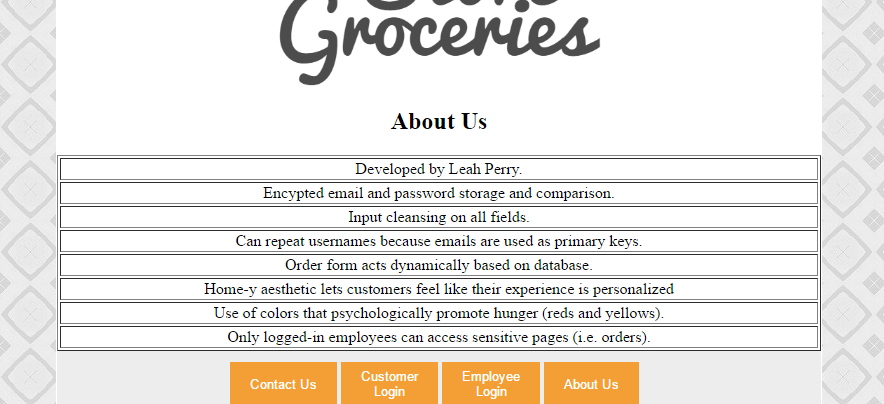 Groceries
About Us
Developed by Leah Perry.
Encypted email and password storage and comparison.
Input cleansing on all fields.
Can repeat usernames because emails are used as primary keys.
Order form acts dynamically based on database.
Home-y aesthetic lets customers feel like their experience is personalized
Use of colors that psychologically promote hunger (reds and yellows).
Only logged-in employees can access sensitive pages (i.e. orders).
Contact Us
Customer
Login
Employee
Login
About Us